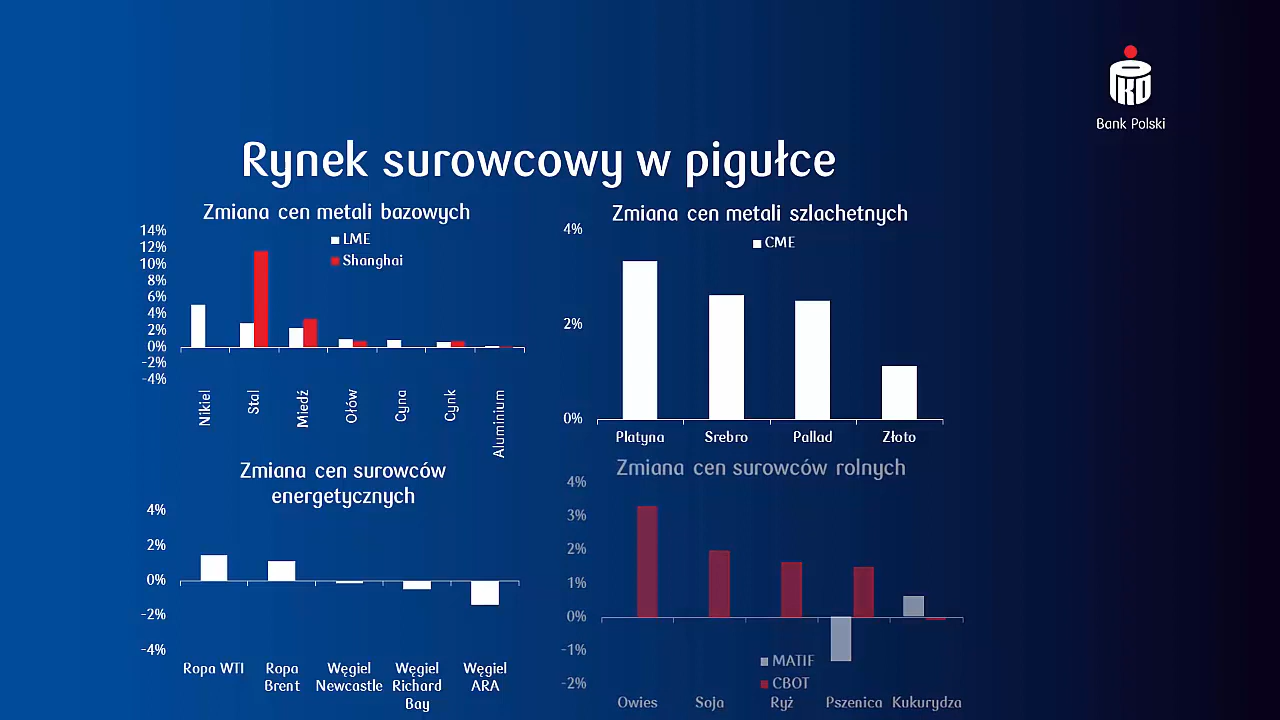 PKO
Bank Polski
Rynek surowcowy w pigułce
Zmiana cen metali bazowych
14%
12%
10%
8%
6%
4%
2%
0%
-2%
-4%
LME
Shanghai
Nikiel
Stal
Miedź
Ołów
Cyna
Cynk
Aluminium
Zmiana cen metali szlachetnych
4%
2%
0%
CME
Platyna
Srebro
Pallad
Złoto
Zmiana cen surowców
energetycznych
4%
2%
0%
-2%
-4%
Ropa WTI
Ropa
Brent
Węgiel
Newcastle
Węgiel
Richard
Bay
Węgiel
ARA
Zmiana cen surowców rolnych
4%
3%
2%
1%
0%
-1%
-2%
MATIF
CBOT
Owies
Soja
Ryż
Pszenica
Kukurydza